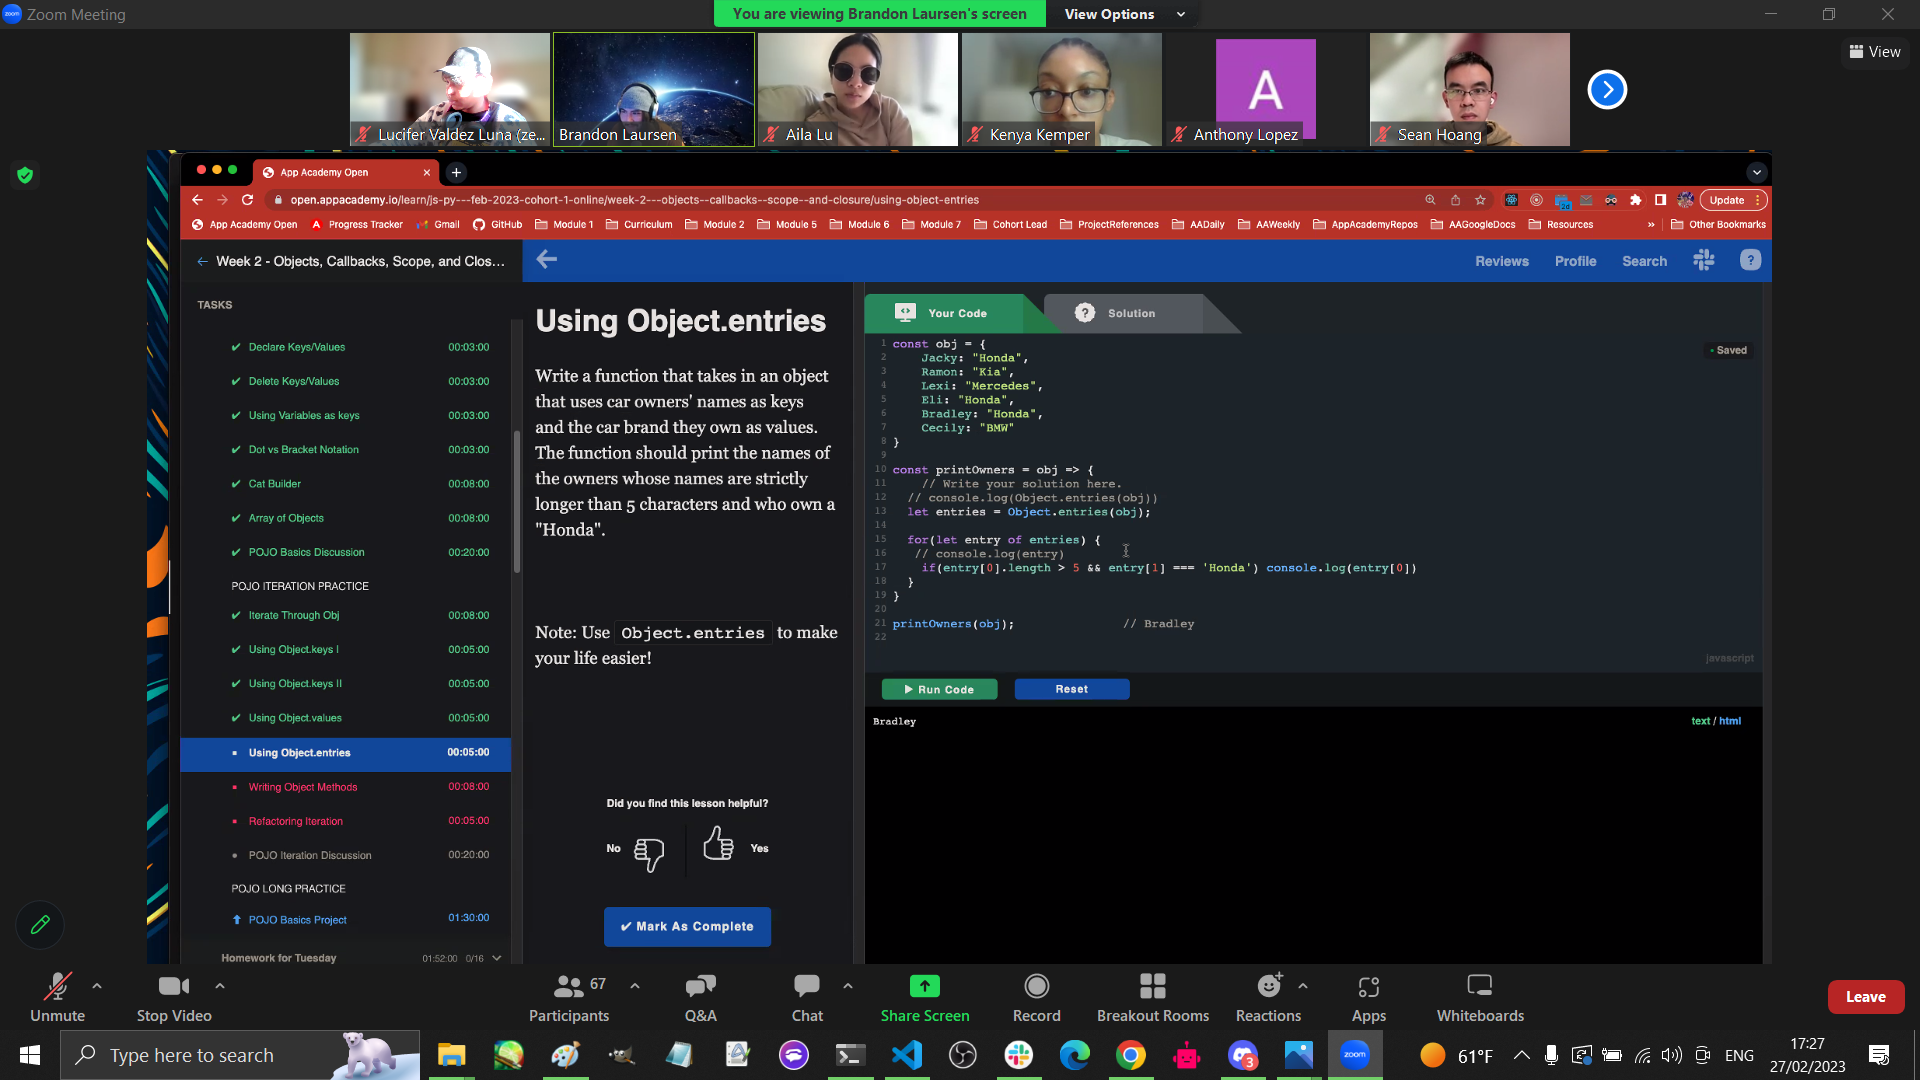 Zoom Meeting
You are viewing Brandon Laursen's screen
View Options
View
Lucifer Valdez Luna (ze...
Brandon Laursen
Aila Lu
Kenya Kemper
A
Anthony Lopez
Sean Hoang
App Academy Open
open.appacademy.io/learn/js-py---feb-2023-cohort-1-online/week-2---objects--callbacks--scope--and-closure/using-object-entries
Update
App Academy Open
Progress Tracker
Gmail
GitHub
Module 1
Curriculum
Module 2
Module 5
Module 6
Module 7
Cohort Lead
ProjectReferences
AADaily
AAWeekly
AppAcademyRepos
AAGoogleDocs
Resources
»
Other Bookmarks
← Week 2 - Objects, Callbacks, Scope, and Clos...
Reviews
Profile
Search
?
TASKS
Declare Keys/Values 00:03:00
Delete Keys/Values 00:03:00
Using Variables as keys 00:03:00
Dot vs Bracket Notation 00:03:00
Cat Builder 00:08:00
Array of Objects 00:08:00
POJO Basics Discussion 00:20:00
POJO ITERATION PRACTICE
Iterate Through Obj 00:08:00
Using Object.keys I 00:05:00
Using Object.keys II 00:05:00
Using Object.values 00:05:00
Using Object.entries 00:05:00
Writing Object Methods 00:08:00
Refactoring Iteration 00:05:00
POJO Iteration Discussion 00:20:00
POJO LONG PRACTICE
POJO Basics Project 01:30:00
Homework for Tuesday 01:52:00 0/16
Using Object.entries
Write a function that takes in an object
that uses car owners' names as keys
and the car brand they own as values.
The function should print the names of
the owners whose names are strictly
longer than 5 characters and who own a
"Honda".
Note: Use Object.entries to make
your life easier!
Did you find this lesson helpful?
No
Yes
✔ Mark As Complete
Your Code
Solution
Saved
1 const obj = {
2 Jacky: "Honda",
3 Ramon: "Kia",
4 Lexi: "Mercedes",
5 Eli: "Honda",
6 Bradley: "Honda",
7 Cecily: "BMW"
8 }
9
10 const printOwners = obj => {
11 // Write your solution here.
12 // console.log(Object.entries(obj))
13 let entries = Object.entries(obj);
14
15 for(let entry of entries) {
16 // console.log(entry)
17 if(entry[0].length > 5 && entry[1] === 'Honda') console.log(entry[0])
18 }
19 }
20
21 printOwners(obj); // Bradley
22
javascript
Run Code
Reset
Bradley
text / html
Unmute
Stop Video
67
Participants
Q&A
Chat
Share Screen
Record
Breakout Rooms
Reactions
Apps
Whiteboards
Leave
Type here to search
3
zoom
61°F
ENG
17:27
27/02/2023